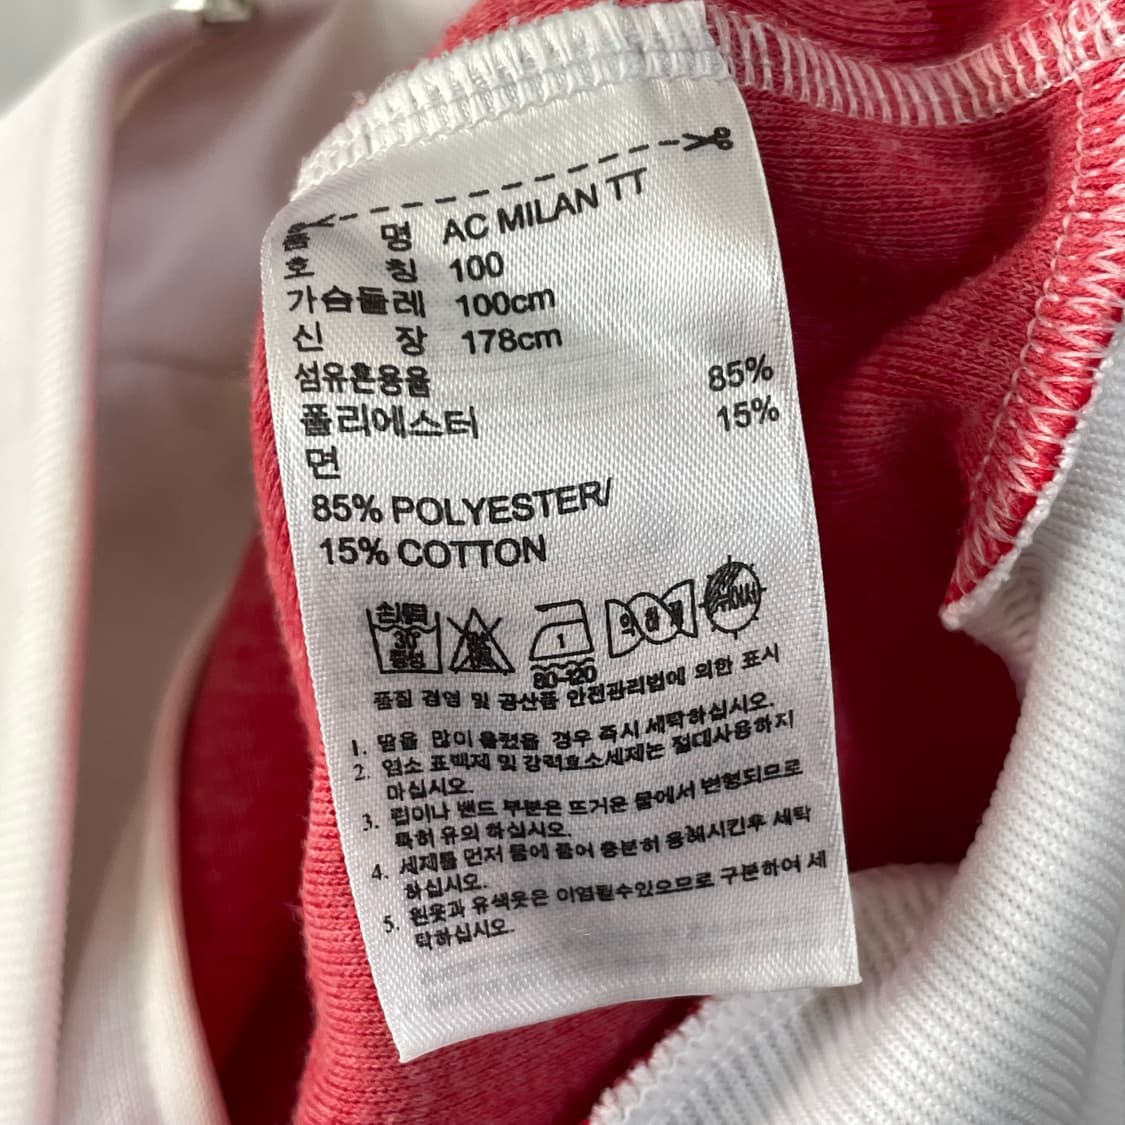 품 명 AC MILAN TT
호 칭 100
가슴둘레 100cm
신 장 178cm
섬유혼용율 85%
폴리에스터 15%
면
85% POLYESTER/
15% COTTON
손세탁
30°
중성
1
80-120
약하게
품질 경영 및 공산품 안전관리법에 의한 표시
1. 땀을 많이 흘렸을 경우 즉시 세탁하십시오.
2. 염소 표백제 및 강력효소세제는 절대사용하지
마십시오.
3. 립이나 밴드 부분은 뜨거운 물에서 변형되므로
특히 유의 하십시오.
4. 세제를 먼저 물에 풀어 충분히 용해시킨후 세탁
하십시오.
5. 흰옷과 유색옷은 이염될수있으므로 구분하여 세
탁하십시오.